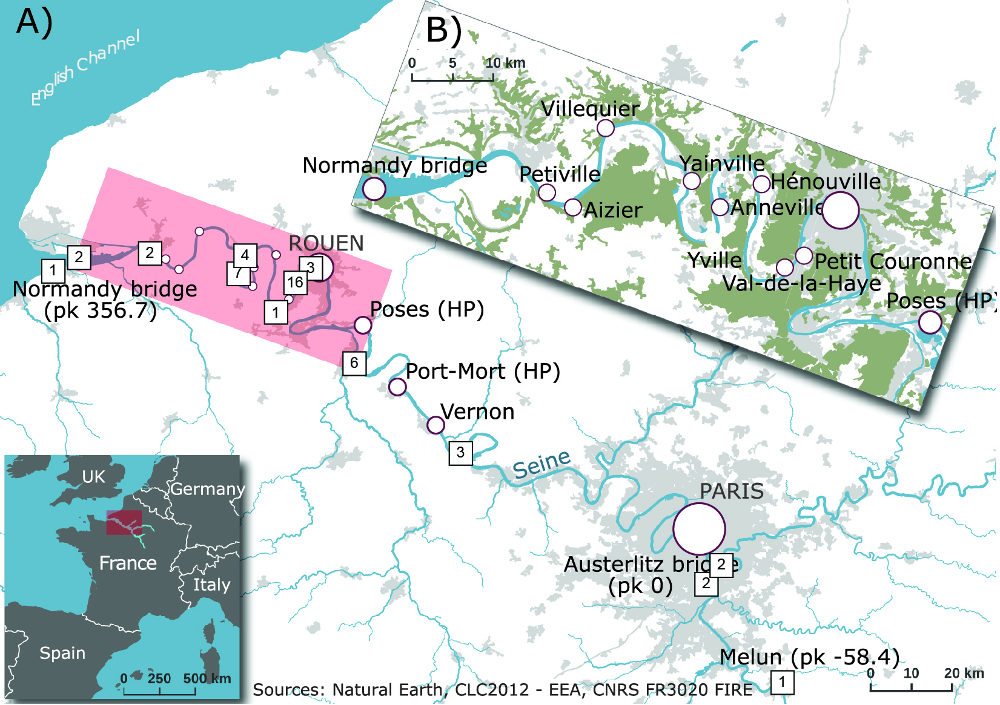 A)
English Channel
B)
0 5 10 km
Villequier
Normandy bridge
Petiville
Yainville
Hénouville
Aizier
Anneville
Yville
Petit Couronne
Val-de-la-Haye
Poses (HP)
ROUEN
2
2
4
3
1
7
16
Normandy bridge
(pk 356.7)
1
Poses (HP)
6
Port-Mort (HP)
Vernon
3
Seine
PARIS
Austerlitz bridge
2
(pk 0)
2
Melun (pk -58.4)
1
0 10 20 km
UK
Germany
France
Italy
Spain
0 250 500 km
Sources: Natural Earth, CLC2012 - EEA, CNRS FR3020 FIRE